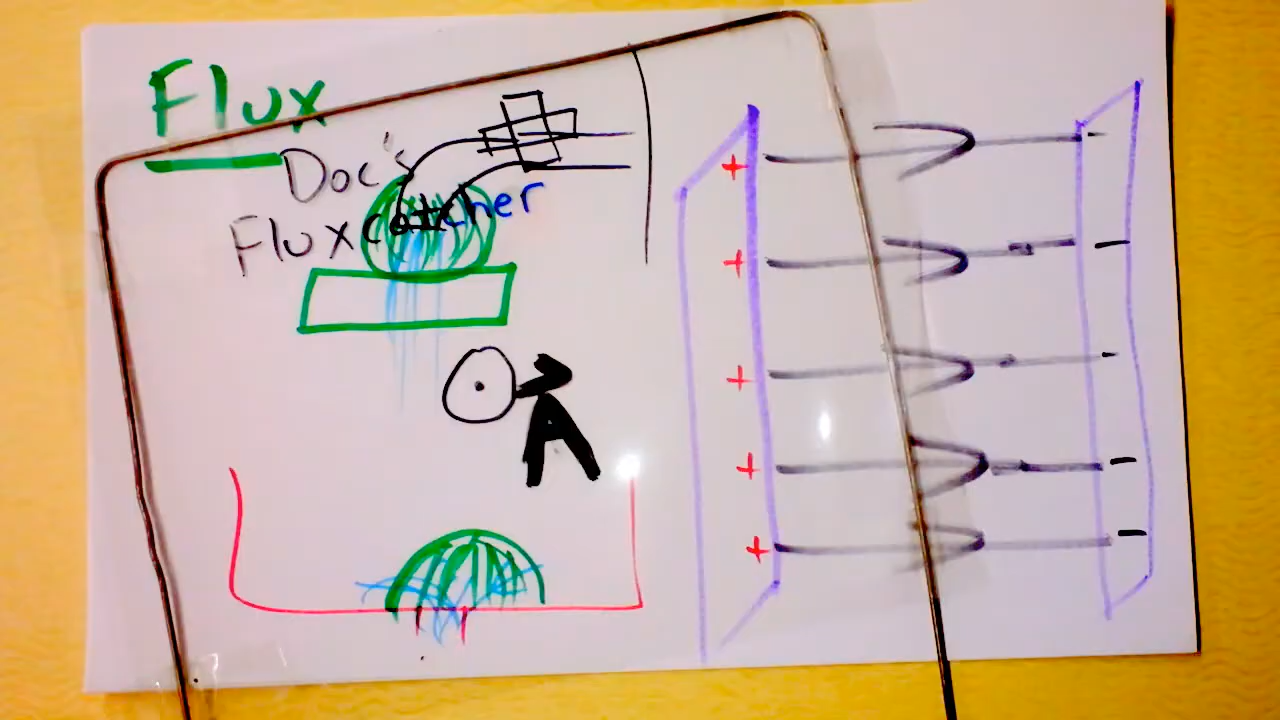 Flux
Doc's
Fluxcatcher
A
+ -
+ -
+ -
+ -
+ -